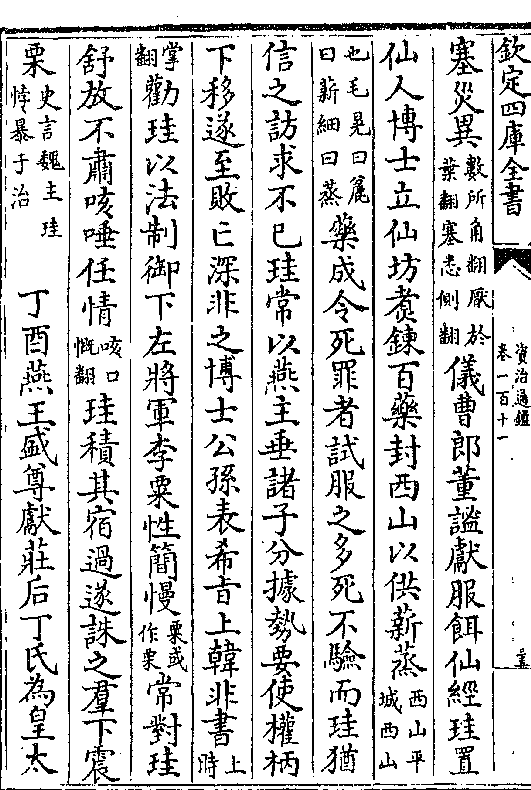 欽定四庫全書
資治通鑑
卷一百十一
塞災異數所角翻厭於葉翻塞悉側翻儀曹郎董謐獻服餌仙經珪置
仙人博士立仙坊煑鍊百藥封西山以供薪蒸西山平城西山
也毛晃曰麄曰薪細曰蒸藥成令死罪者試服之多死不驗而珪猶
信之訪求不已珪常以燕主垂諸子分據勢要使權柄
下移遂至敗亡深非之博士公孫表希旨上韓非書上時
掌翻勸珪以法制御下左將軍李粟性簡慢粟或作栗常對珪
舒放不肅咳唾任情咳口慨翻珪積其宿過遂誅之羣下震
栗史言魏主珪悖暴于治丁酉燕王盛尊獻莊后丁氏為皇太